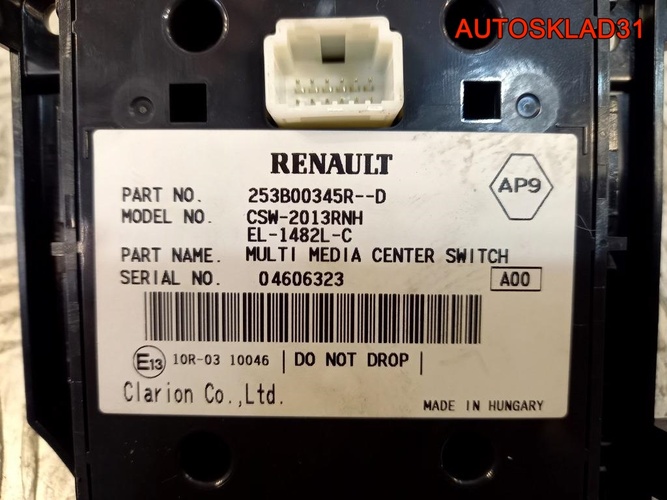 AUTOSKLAD31
RENAULT
AP9
PART NO. 253B00345R--D
MODEL NO. CSW-2013RNH
EL-1482L-C
PART NAME. MULTI MEDIA CENTER SWITCH
SERIAL NO. 04606323 A00
E13 10R-03 10046 | DO NOT DROP |
Clarion Co.,Ltd.
MADE IN HUNGARY